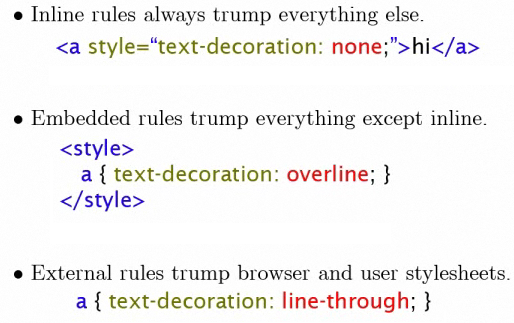 • Inline rules always trump everything else.
<a style=“text-decoration: none;”>hi</a>
• Embedded rules trump everything except inline.
<style>
a { text-decoration: overline; }
</style>
• External rules trump browser and user stylesheets.
a { text-decoration: line-through; }